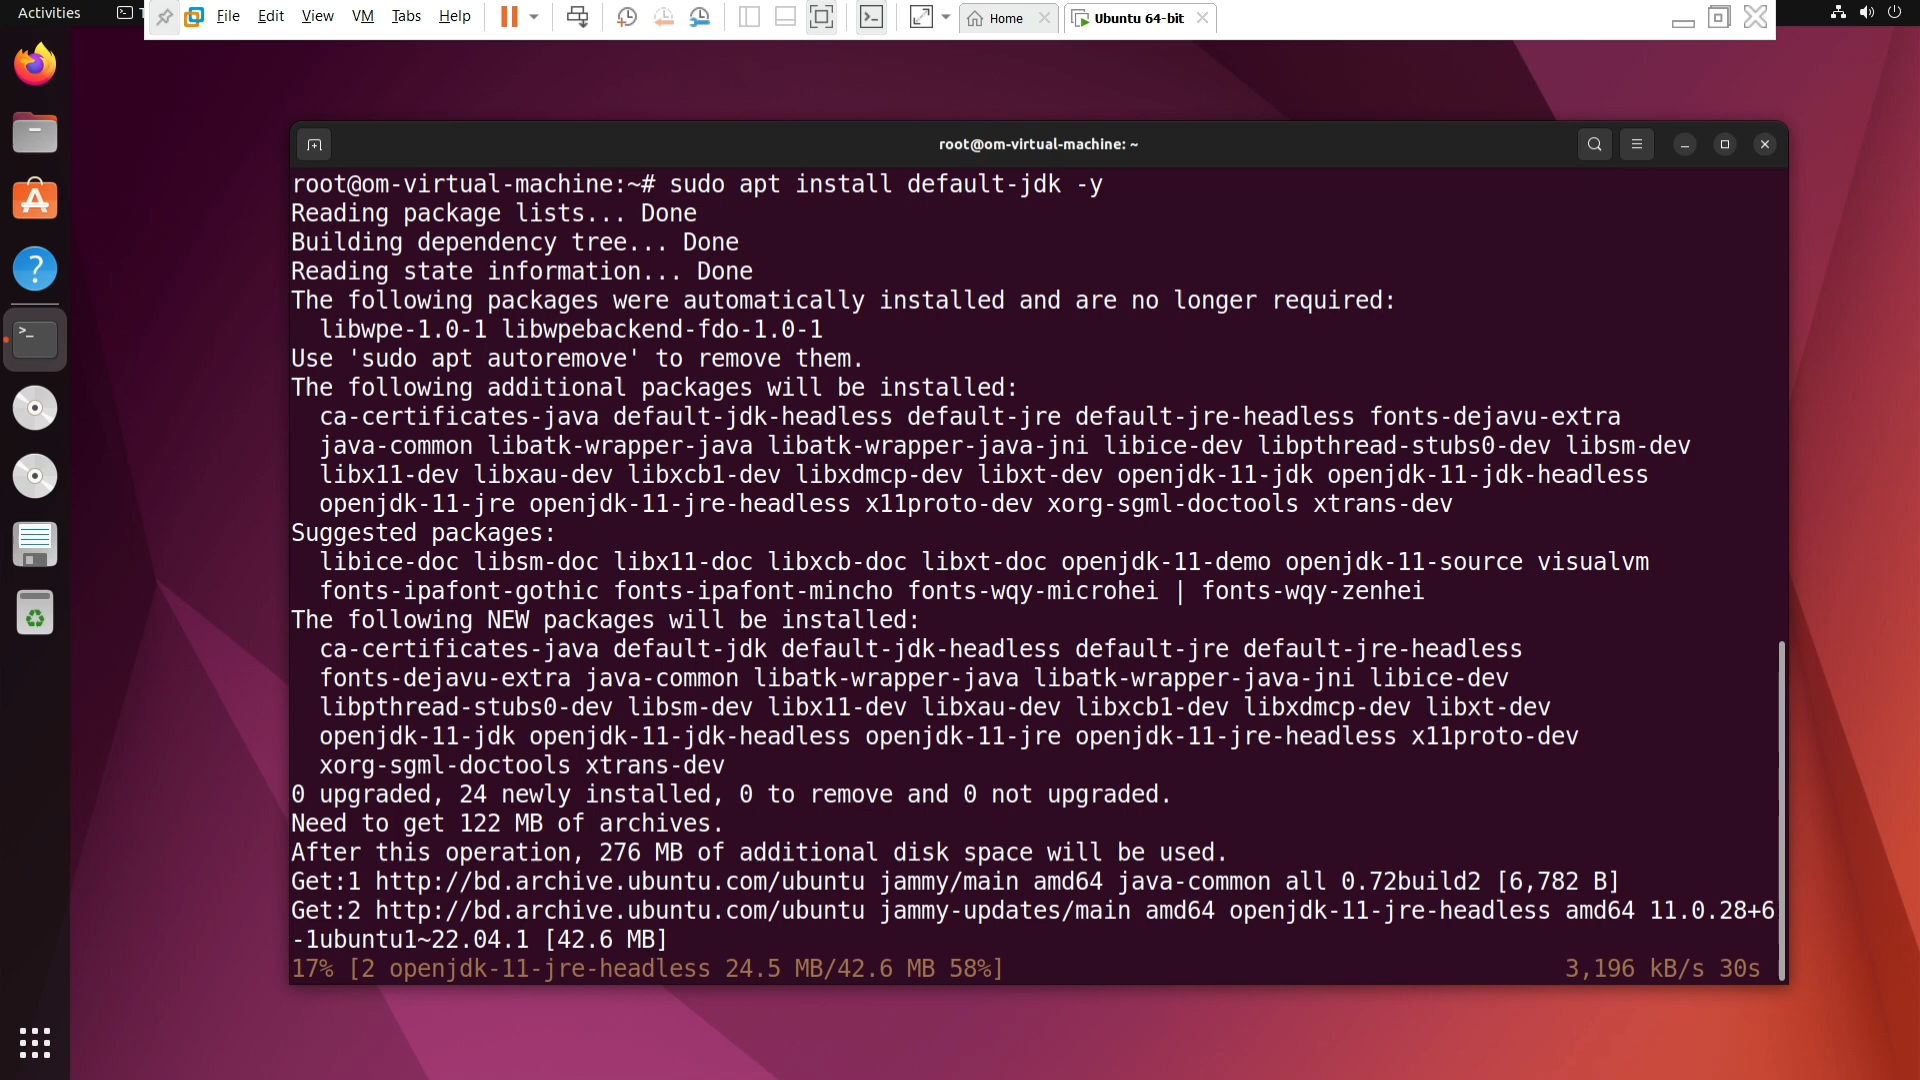 Activities
File Edit View VM Tabs Help Home Ubuntu 64-bit
root@om-virtual-machine: ~
root@om-virtual-machine:~# sudo apt install default-jdk -y
Reading package lists... Done
Building dependency tree... Done
Reading state information... Done
The following packages were automatically installed and are no longer required:
libwpe-1.0-1 libwpebackend-fdo-1.0-1
Use 'sudo apt autoremove' to remove them.
The following additional packages will be installed:
ca-certificates-java default-jdk-headless default-jre default-jre-headless fonts-dejavu-extra
java-common libatk-wrapper-java libatk-wrapper-java-jni libice-dev libpthread-stubs0-dev libsm-dev
libx11-dev libxau-dev libxcb1-dev libxdmcp-dev libxt-dev openjdk-11-jdk openjdk-11-jdk-headless
openjdk-11-jre openjdk-11-jre-headless x11proto-dev xorg-sgml-doctools xtrans-dev
Suggested packages:
libice-doc libsm-doc libx11-doc libxcb-doc libxt-doc openjdk-11-demo openjdk-11-source visualvm
fonts-ipafont-gothic fonts-ipafont-mincho fonts-wqy-microhei | fonts-wqy-zenhei
The following NEW packages will be installed:
ca-certificates-java default-jdk default-jdk-headless default-jre default-jre-headless
fonts-dejavu-extra java-common libatk-wrapper-java libatk-wrapper-java-jni libice-dev
libpthread-stubs0-dev libsm-dev libx11-dev libxau-dev libxcb1-dev libxdmcp-dev libxt-dev
openjdk-11-jdk openjdk-11-jdk-headless openjdk-11-jre openjdk-11-jre-headless x11proto-dev
xorg-sgml-doctools xtrans-dev
0 upgraded, 24 newly installed, 0 to remove and 0 not upgraded.
Need to get 122 MB of archives.
After this operation, 276 MB of additional disk space will be used.
Get:1 http://bd.archive.ubuntu.com/ubuntu jammy/main amd64 java-common all 0.72build2 [6,782 B]
Get:2 http://bd.archive.ubuntu.com/ubuntu jammy-updates/main amd64 openjdk-11-jre-headless amd64 11.0.28+6
-1ubuntu1~22.04.1 [42.6 MB]
17% [2 openjdk-11-jre-headless 24.5 MB/42.6 MB 58%] 3,196 kB/s 30s